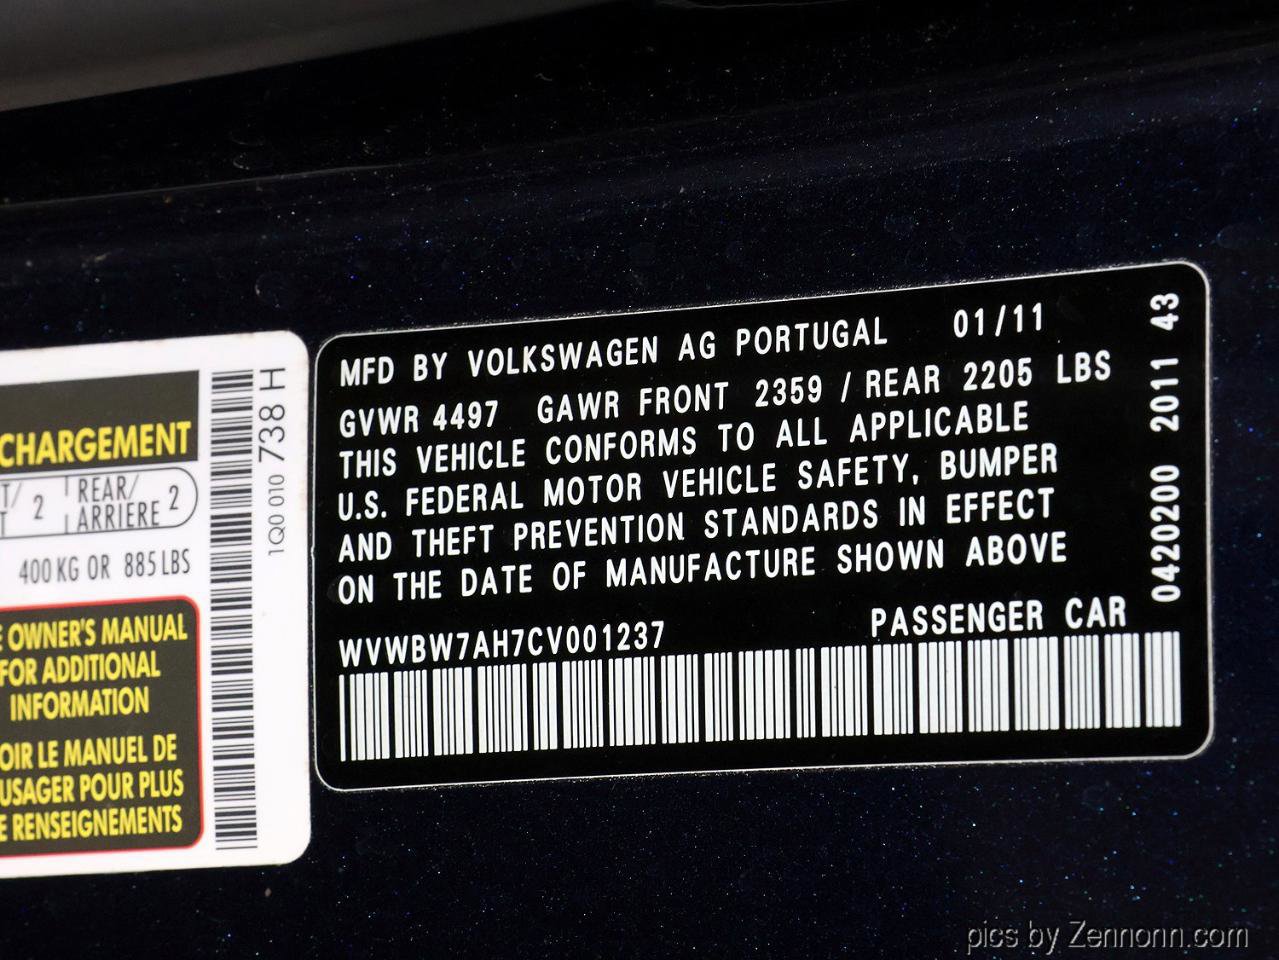 CHARGEMENT
2
REAR/
ARRIERE 2
400 KG OR 885 LBS
OWNER'S MANUAL
FOR ADDITIONAL
INFORMATION
LE MANUEL DE
POUR PLUS
RENSEIGNEMENTS
1Q0 010 738 H
MFD BY VOLKSWAGEN AG PORTUGAL 01/11
GVWR 4497 GAWR FRONT 2359 / REAR 2205 LBS
THIS VEHICLE CONFORMS TO ALL APPLICABLE
U.S. FEDERAL MOTOR VEHICLE SAFETY, BUMPER
AND THEFT PREVENTION STANDARDS IN EFFECT
ON THE DATE OF MANUFACTURE SHOWN ABOVE
WVWBW7AH7CV001237 PASSENGER CAR
0420200 2011 43
pics by Zennonn.com